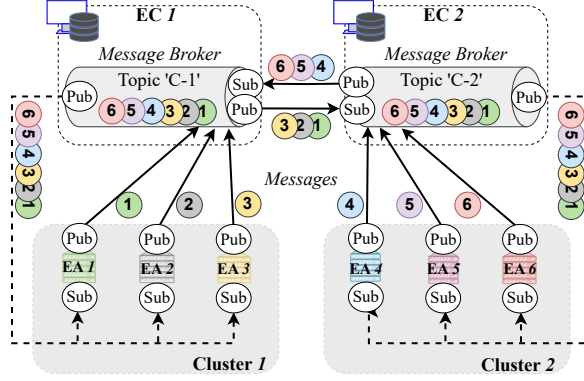 EC 1
EC 2
Message Broker
Message Broker
Topic 'C-1'
Topic 'C-2'
Pub
Sub
Pub
Pub
Sub
Pub
6 5 4
3 2 1
6 5 4 3 2 1
6 5 4 3 2 1
6 5 4 3 2 1
6 5 4 3 2 1
Messages
1
2
3
4
5
6
Pub
Pub
Pub
Pub
Pub
Pub
EA 1
EA 2
EA 3
EA 4
EA 5
EA 6
Sub
Sub
Sub
Sub
Sub
Sub
Cluster 1
Cluster 2